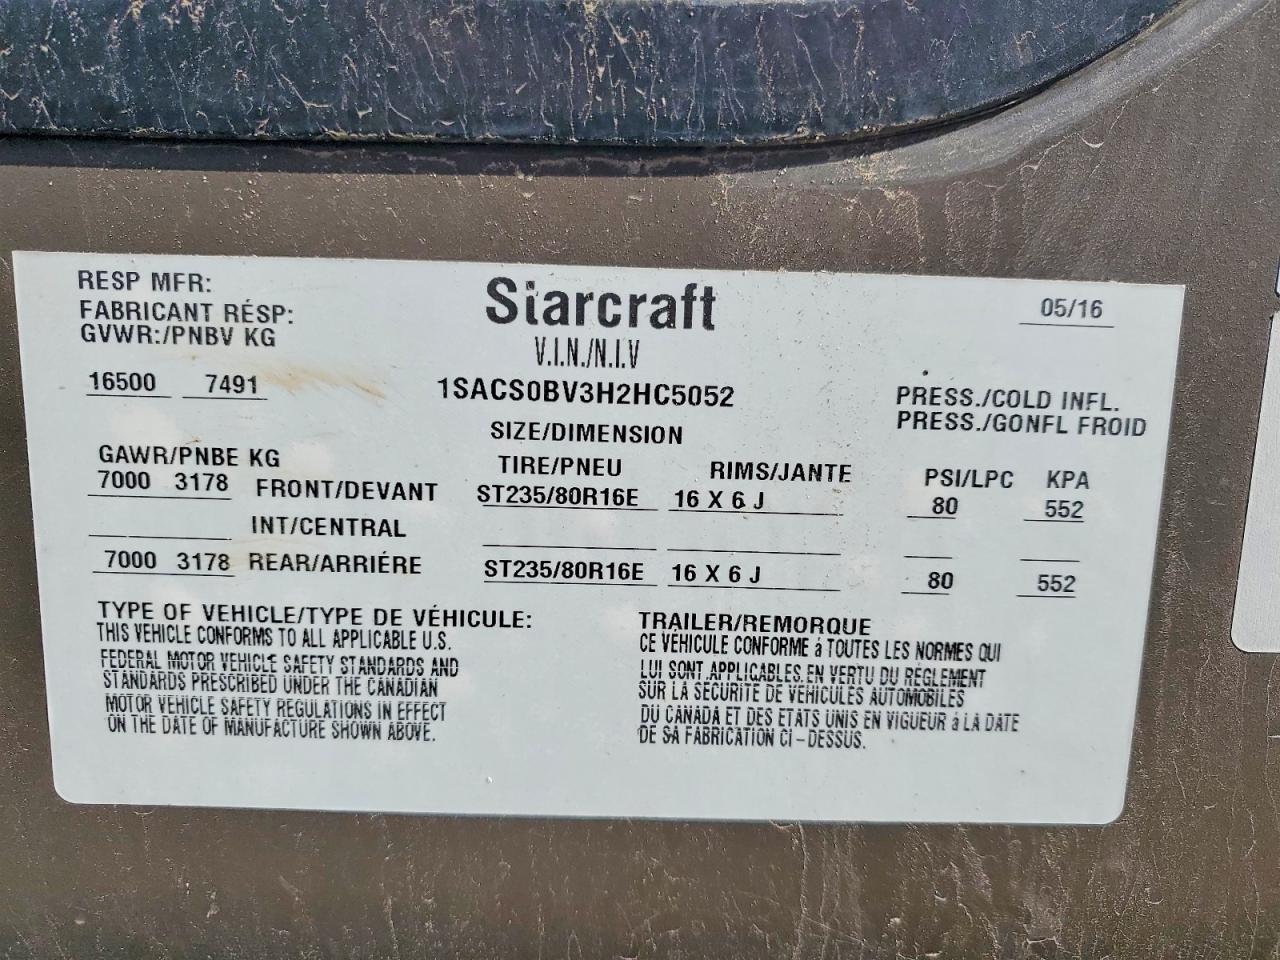 RESP MFR:
FABRICANT RÉSP:
GVWR:/PNBV KG
16500 7491
Starcraft
V.I.N./N.I.V
1SACS0BV3H2HC5052
05/16
PRESS./COLD INFL.
PRESS./GONFL FROID
SIZE/DIMENSION
GAWR/PNBE KG TIRE/PNEU RIMS/JANTE PSI/LPC KPA
7000 3178 FRONT/DEVANT ST235/80R16E 16 X 6 J 80 552
INT/CENTRAL
7000 3178 REAR/ARRIÉRE ST235/80R16E 16 X 6 J 80 552
TYPE OF VEHICLE/TYPE DE VÉHICULE: TRAILER/REMORQUE
THIS VEHICLE CONFORMS TO ALL APPLICABLE U.S.
FEDERAL MOTOR VEHICLE SAFETY STANDARDS AND
STANDARDS PRESCRIBED UNDER THE CANADIAN
MOTOR VEHICLE SAFETY REGULATIONS IN EFFECT
ON THE DATE OF MANUFACTURE SHOWN ABOVE.
CE VÉHICULE CONFORME à TOUTES LES NORMES QUI
LUI SONT APPLICABLES EN VERTU DU RÉGLEMENT
SUR LA SÉCURITÉ DE VÉHICULES AUTOMOBILES
DU CANADA ET DES ÉTATS UNIS EN VIGUEUR à LA DATE
DE SA FABRICATION CI-DESSUS.